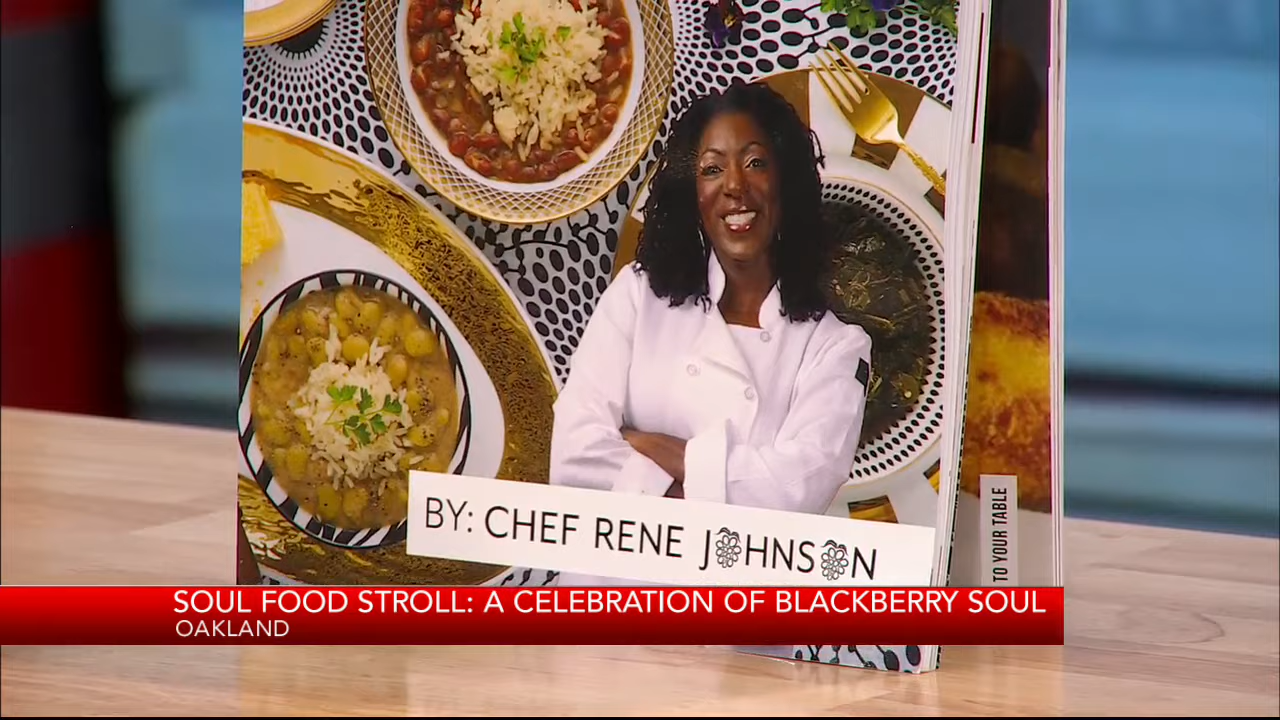 BY: CHEF RENE JOHNSON
TO YOUR TABLE
SOUL FOOD STROLL: A CELEBRATION OF BLACKBERRY SOUL
OAKLAND